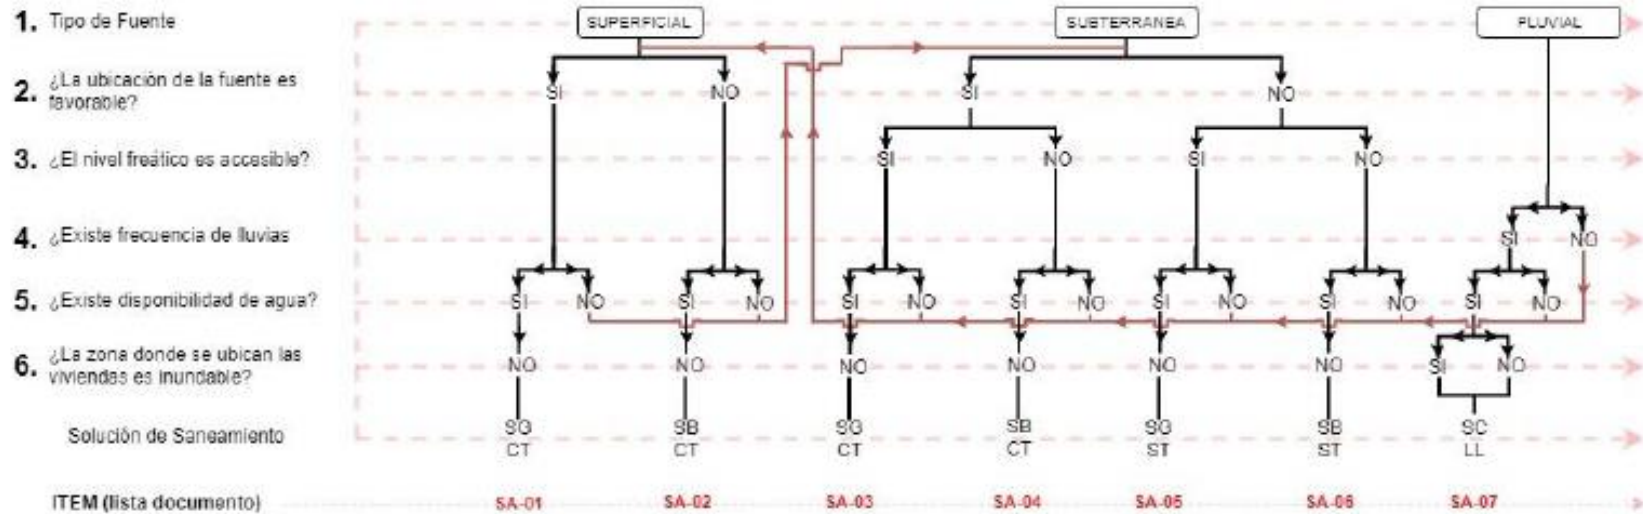 1. Tipo de Fuente SUPERFICIAL SUBTERRANEA PLUVIAL
2. ¿La ubicación de la fuente es favorable? SI NO SI NO
3. ¿El nivel freático es accesible? SI NO SI NO
4. ¿Existe frecuencia de lluvias SI NO
5. ¿Existe disponibilidad de agua? SI NO SI NO SI NO SI NO SI NO SI NO SI NO
6. ¿La zona donde se ubican las viviendas es inundable? NO NO NO NO NO NO SI NO
Solución de Saneamiento SG SB SG SB SG SB SC
CT CT CT CT ST ST LL
ITEM (lista documento) SA-01 SA-02 SA-03 SA-04 SA-05 SA-06 SA-07